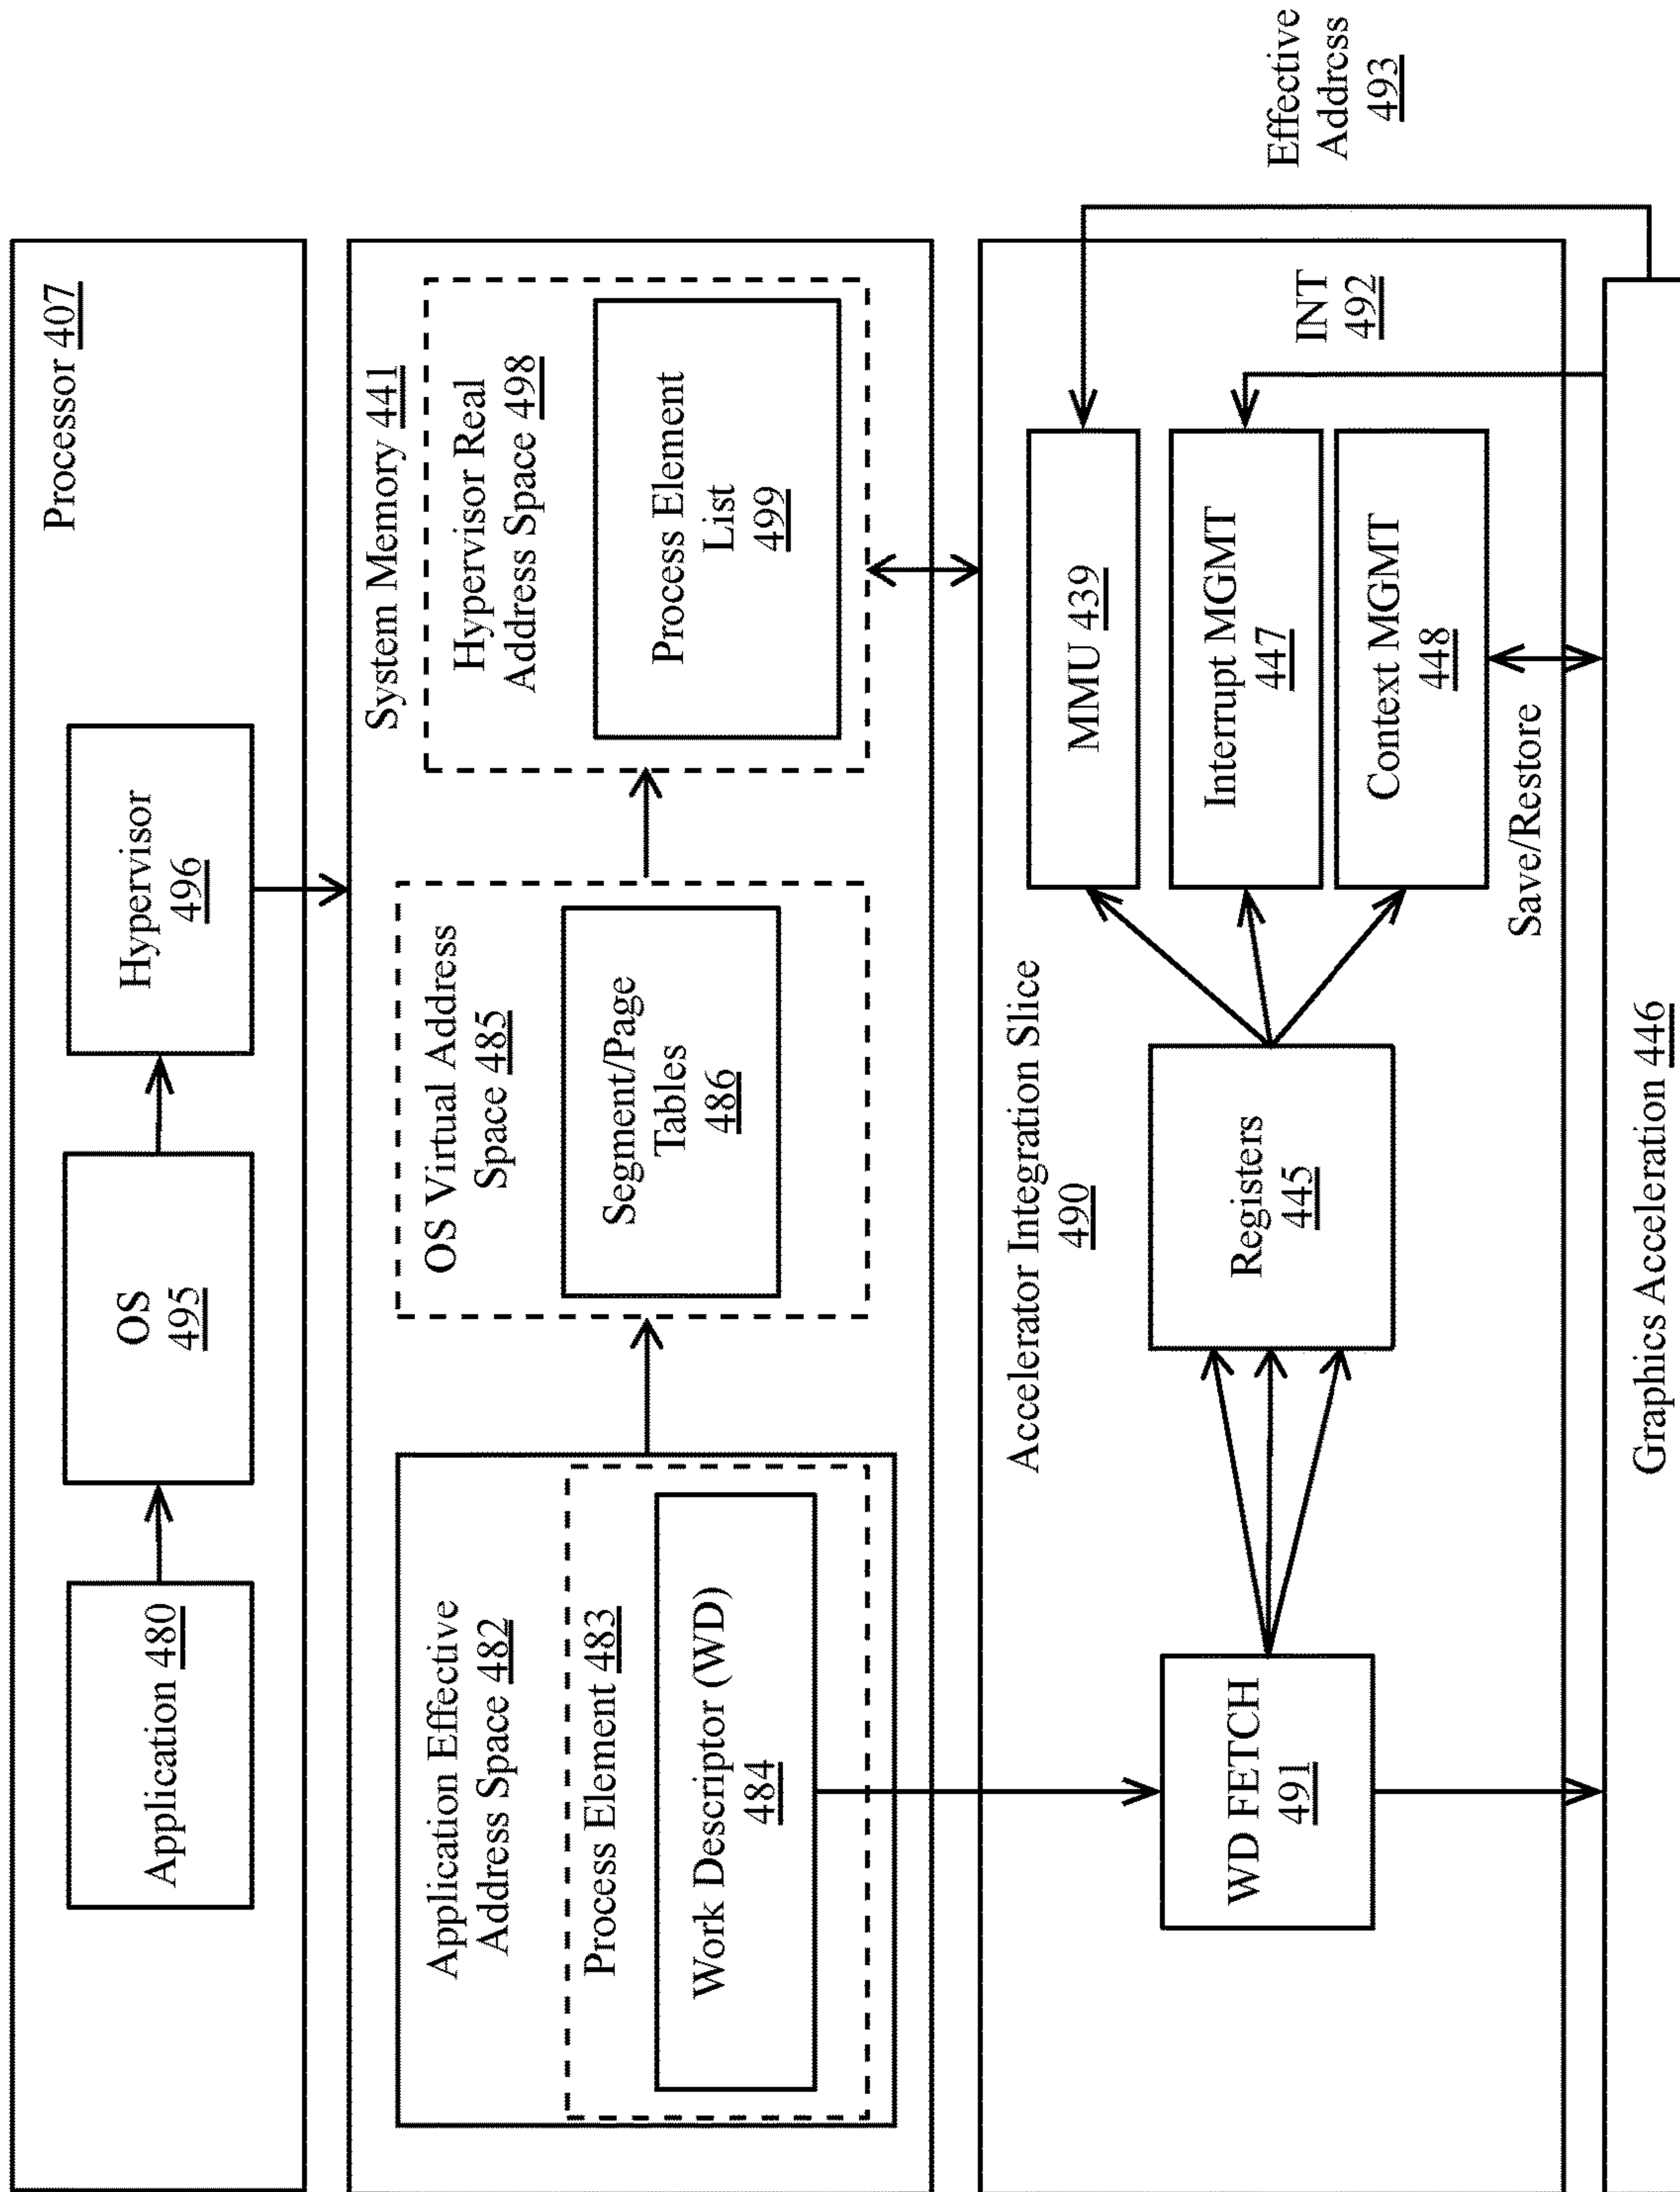 Processor 407
Application 480
OS
495
Hypervisor
496
System Memory 441
Application Effective
Address Space 482
Process Element 483
Work Descriptor (WD)
484
OS Virtual Address
Space 485
Segment/Page
Tables
486
Hypervisor Real
Address Space 498
Process Element
List
499
Accelerator Integration Slice
490
WD FETCH
491
Registers
445
MMU 439
Interrupt MGMT
447
Context MGMT
448
Save/Restore
INT
492
Effective
Address
493
Graphics Acceleration 446